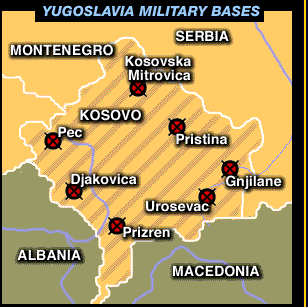 YUGOSLAVIA MILITARY BASES
SERBIA
MONTENEGRO
Kosovska
Mitrovica
KOSOVO
Pec
Pristina
Djakovica
Gnjilane
Urosevac
Prizren
ALBANIA
MACEDONIA